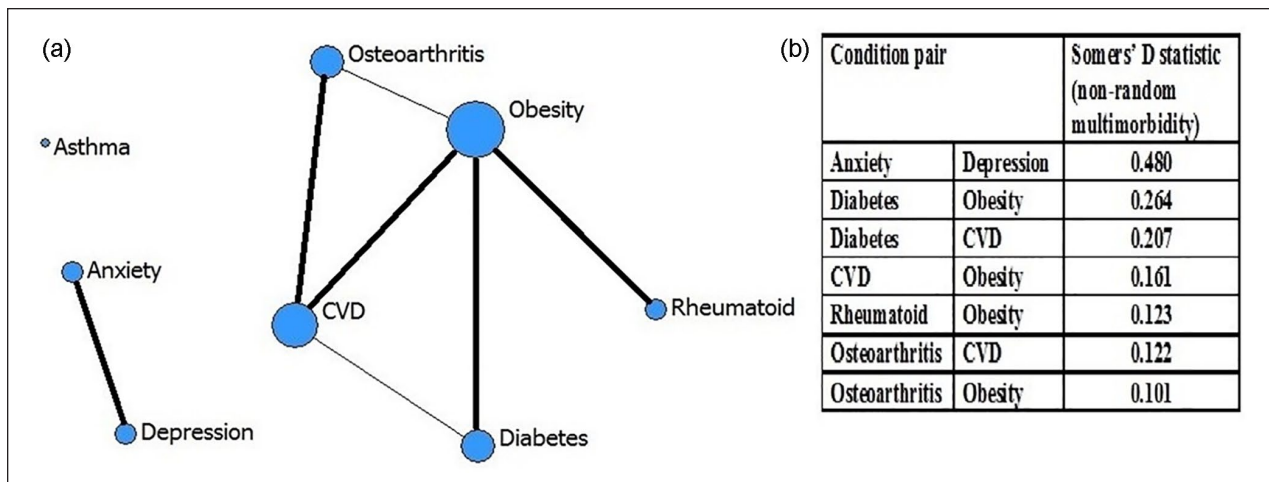 (a)
Osteoarthritis
Obesity
Asthma
Anxiety
CVD
Rheumatoid
Depression
Diabetes
(b)
Condition pair Somers' D statistic
(non-random
multimorbidity)
Anxiety Depression 0.480
Diabetes Obesity 0.264
Diabetes CVD 0.207
CVD Obesity 0.161
Rheumatoid Obesity 0.123
Osteoarthritis CVD 0.122
Osteoarthritis Obesity 0.101